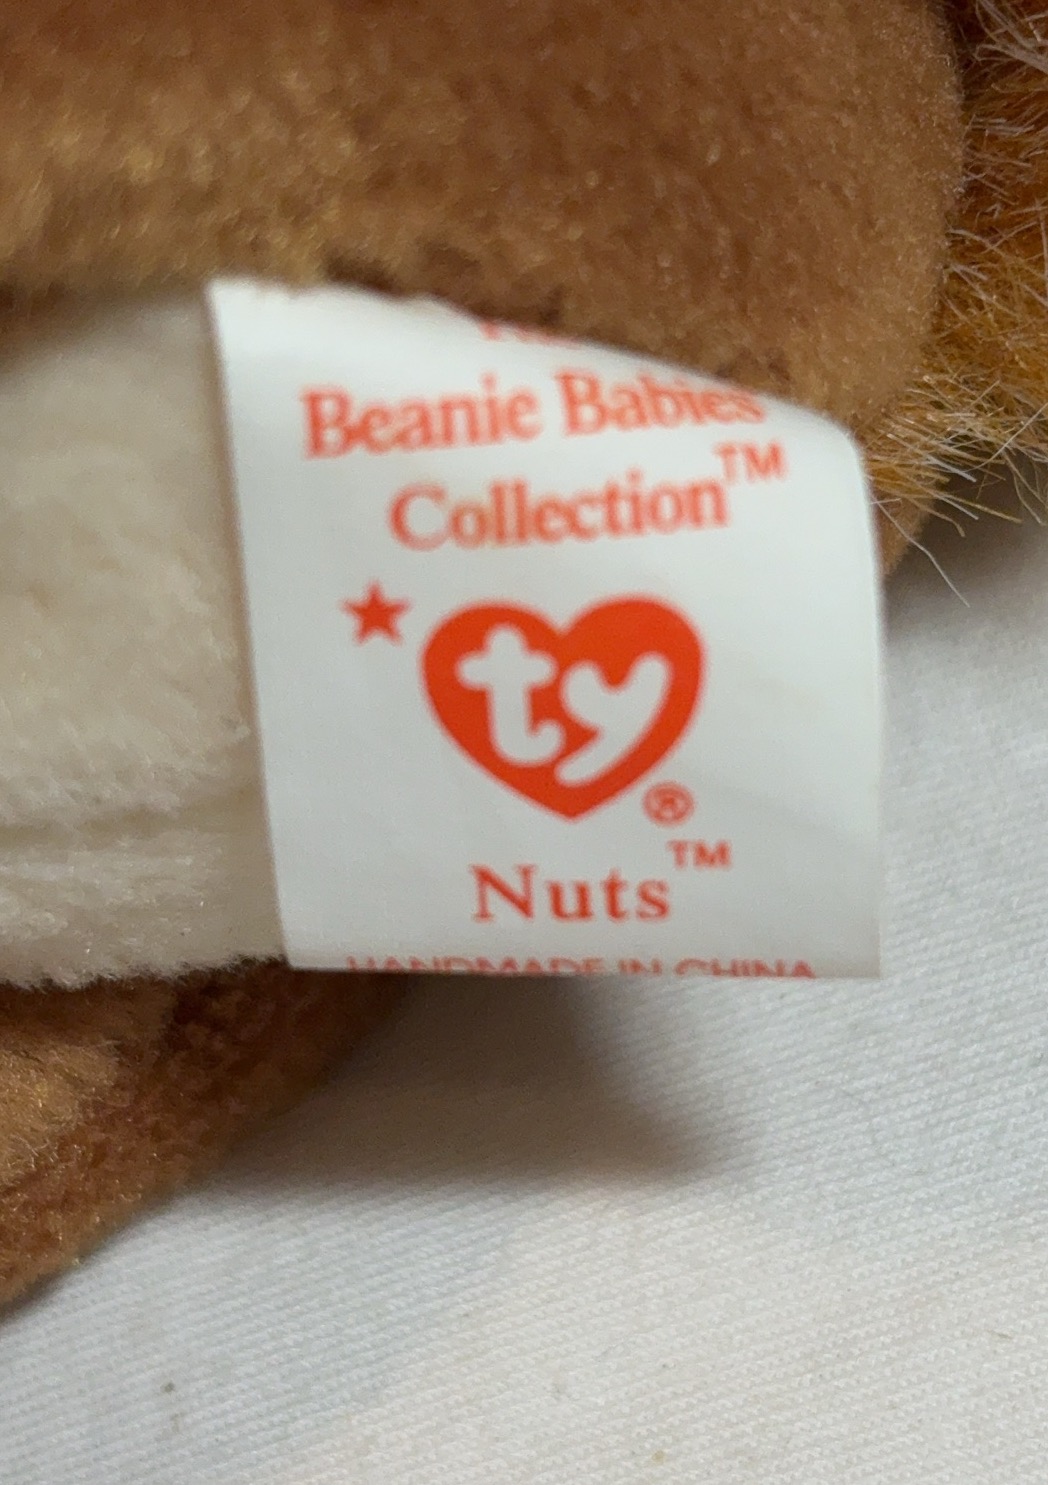 Beanie Babies
Collection™
ty®
Nuts™
HANDMADE IN CHINA